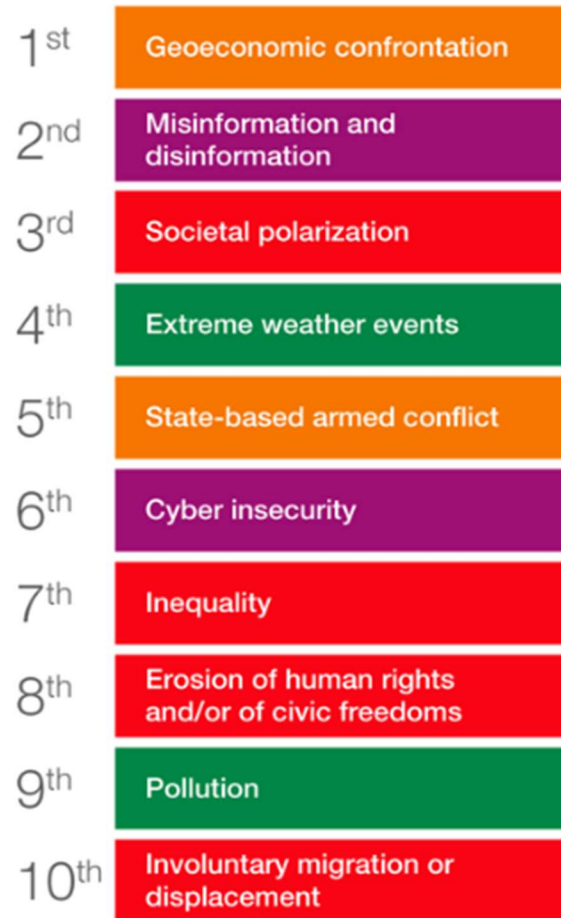 1st Geoeconomic confrontation
2nd Misinformation and
disinformation
3rd Societal polarization
4th Extreme weather events
5th State-based armed conflict
6th Cyber insecurity
7th Inequality
8th Erosion of human rights
and/or of civic freedoms
9th Pollution
10th Involuntary migration or
displacement